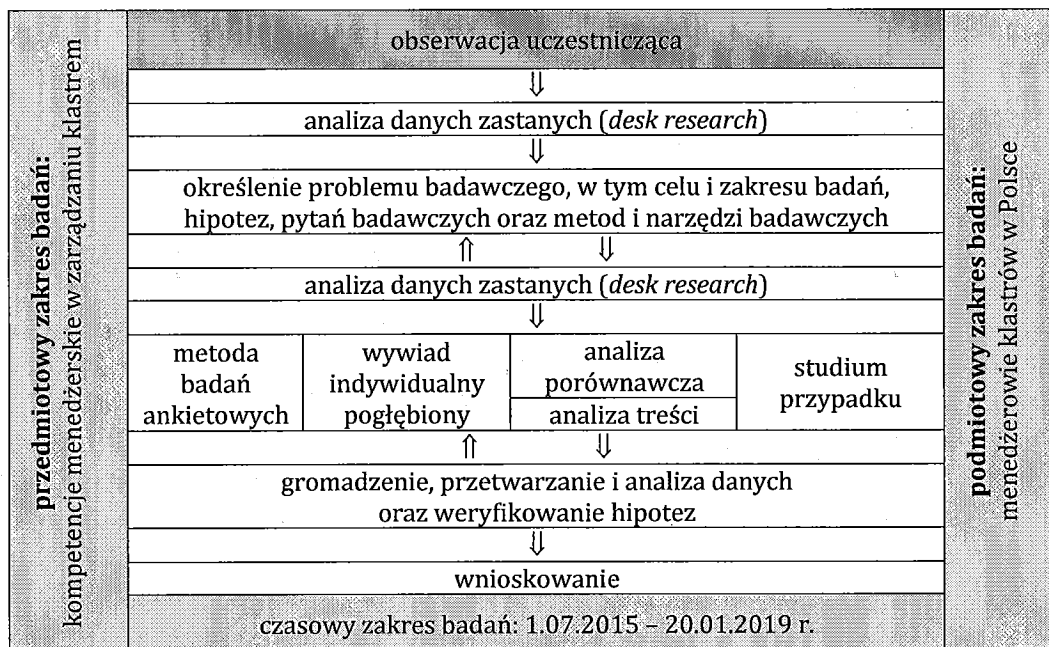 przedmiotowy zakres badań:
kompetencje menedżerskie w zarządzaniu klastrem
obserwacja uczestnicząca
⇓
analiza danych zastanych (desk research)
⇓
określenie problemu badawczego, w tym celu i zakresu badań,
hipotez, pytań badawczych oraz metod i narzędzi badawczych
⇑ ⇓
analiza danych zastanych (desk research)
⇓
metoda
badań
ankietowych
wywiad
indywidualny
pogłębiony
analiza
porównawcza
analiza treści
studium
przypadku
⇑ ⇓
gromadzenie, przetwarzanie i analiza danych
oraz weryfikowanie hipotez
⇓
wnioskowanie
czasowy zakres badań: 1.07.2015 – 20.01.2019 r.
podmiotowy zakres badań:
menedżerowie klastrów w Polsce